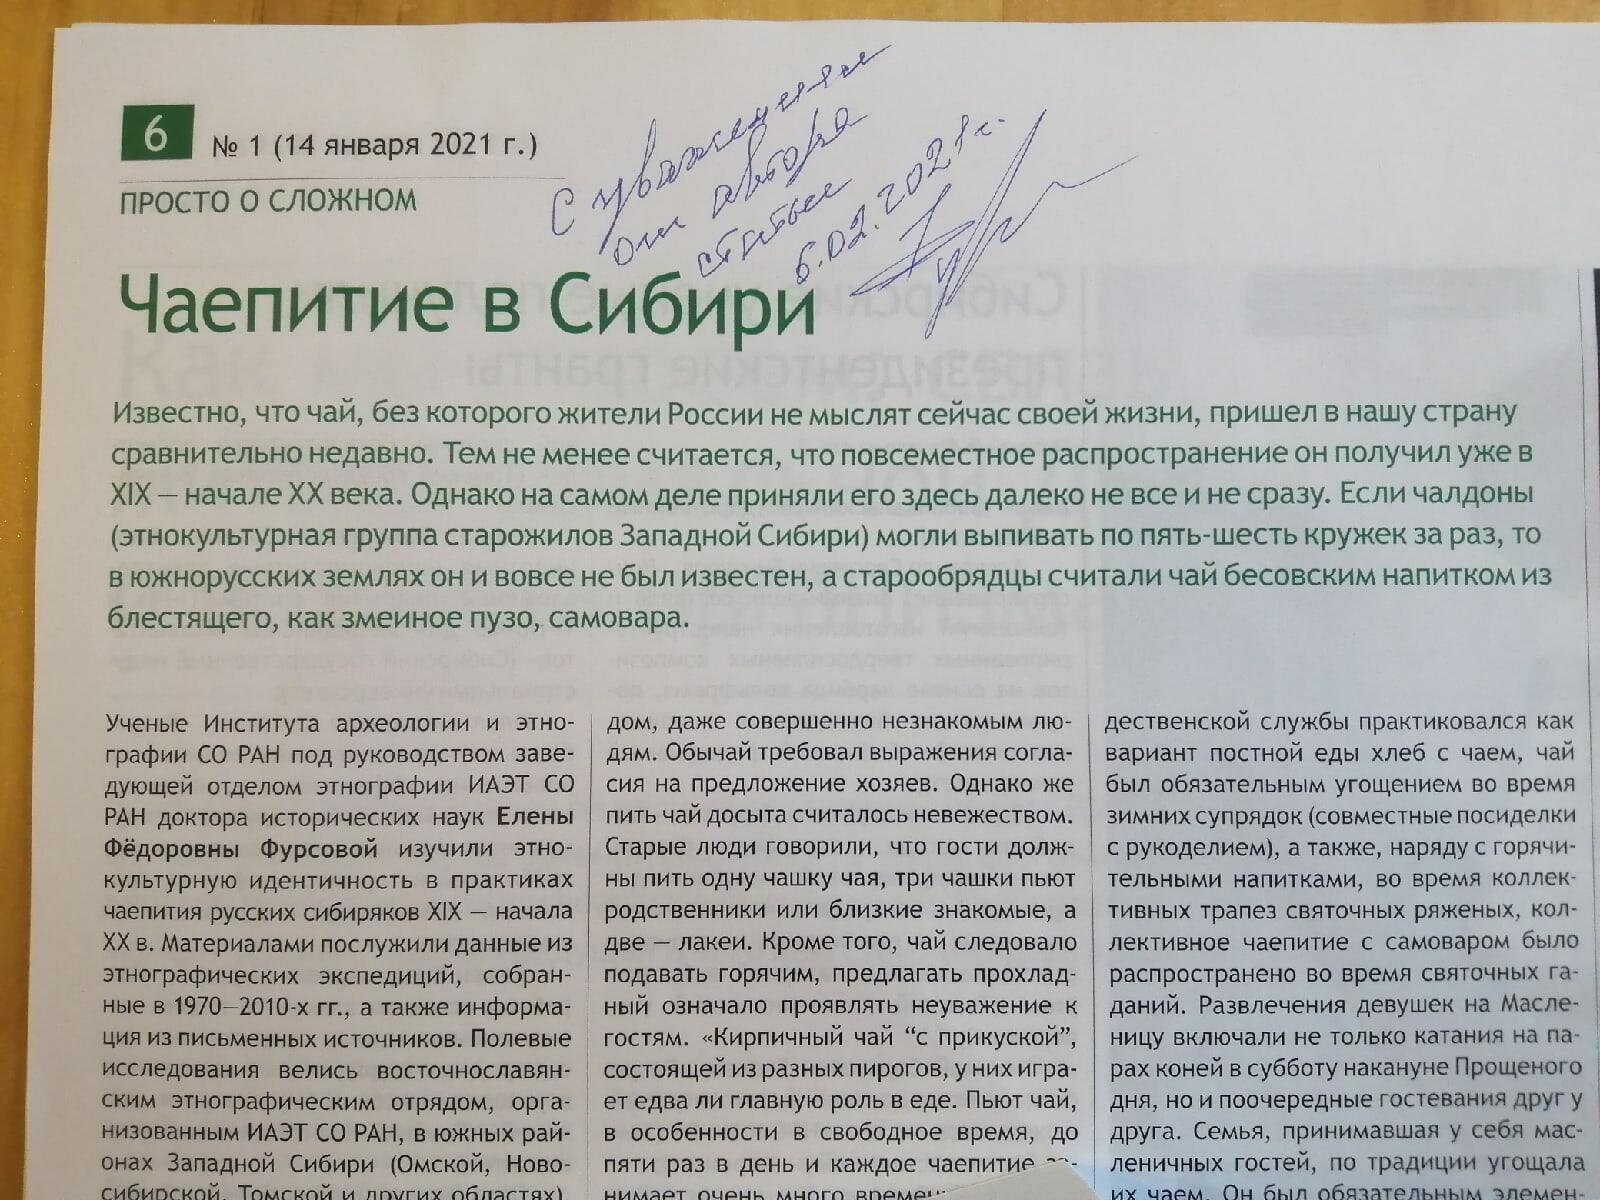 6
№ 1 (14 января 2021 г.)
ПРОСТО О СЛОЖНОМ
С уважением
от автора
статьи
6.02.2021 г.
Чаепитие в Сибири
Известно, что чай, без которого жители России не мыслят сейчас своей жизни, пришел в нашу страну
сравнительно недавно. Тем не менее считается, что повсеместное распространение он получил уже в
XIX — начале XX века. Однако на самом деле приняли его здесь далеко не все и не сразу. Если чалдоны
(этнокультурная группа старожилов Западной Сибири) могли выпивать по пять-шесть кружек за раз, то
в южнорусских землях он и вовсе не был известен, а старообрядцы считали чай бесовским напитком из
блестящего, как змеиное пузо, самовара.
Ученые Института археологии и этно-
графии СО РАН под руководством заве-
дующей отделом этнографии ИАЭТ СО
РАН доктора исторических наук Елены
Фёдоровны Фурсовой изучили этно-
культурную идентичность в практиках
чаепития русских сибиряков XIX — начала
XX в. Материалами послужили данные из
этнографических экспедиций, собран-
ные в 1970—2010-х гг., а также информа-
ция из письменных источников. Полевые
исследования велись восточнославян-
ским этнографическим отрядом, орга-
низованным ИАЭТ СО РАН, в южных рай-
онах Западной Сибири (Омской, Ново-
сибирской, Томской и других областях)
дом, даже совершенно незнакомым лю-
дям. Обычай требовал выражения согла-
сия на предложение хозяев. Однако же
пить чай досыта считалось невежеством.
Старые люди говорили, что гости долж-
ны пить одну чашку чая, три чашки пьют
родственники или близкие знакомые, а
две — лакеи. Кроме того, чай следовало
подавать горячим, предлагать прохлад-
ный означало проявлять неуважение к
гостям. «Кирпичный чай “с прикуской”,
состоящей из разных пирогов, у них игра-
ет едва ли главную роль в еде. Пьют чай,
в особенности в свободное время, до
пяти раз в день и каждое чаепитие за-
нимает очень много времени
дественской службы практиковался как
вариант постной еды хлеб с чаем, чай
был обязательным угощением во время
зимних супрядок (совместные посиделки
с рукоделием), а также, наряду с горячи-
тельными напитками, во время коллек-
тивных трапез святочных ряженых, кол-
лективное чаепитие с самоваром было
распространено во время святочных га-
даний. Развлечения девушек на Масле-
ницу включали не только катания на па-
рах коней в субботу накануне Прощеного
дня, но и поочередные гостевания друг у
друга. Семья, принимавшая у себя мас-
леничных гостей, по традиции угощала
их чаем. Он был обязательным элемен-